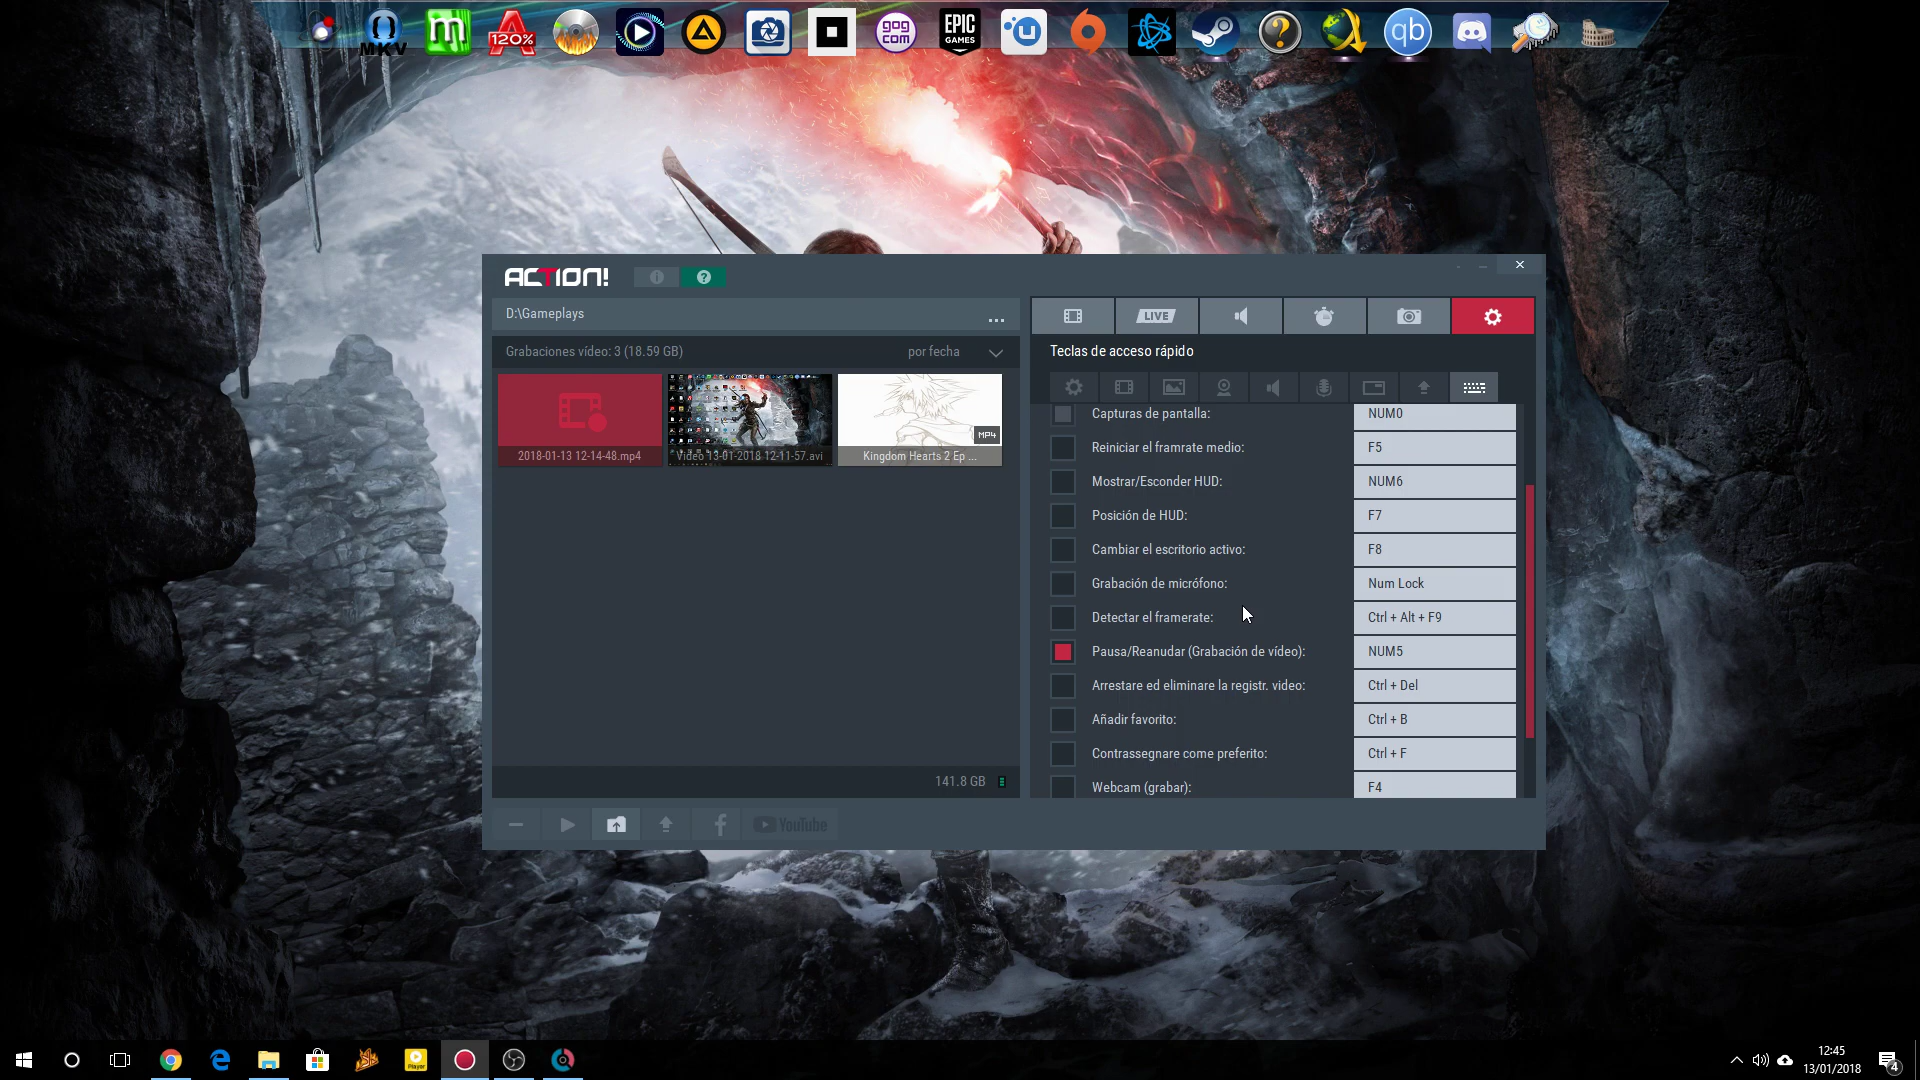 MKV
120%
gog
com
EPIC
GAMES
qb
ACTION!
D:\Gameplays
...
Grabaciones vídeo: 3 (18.59 GB)
por fecha
2018-01-13 12-14-48.mp4
Video 13-01-2018 12-11-57.avi
MP4
Kingdom Hearts 2 Ep ...
141.8 GB
YouTube
LIVE
Teclas de acceso rápido
Capturas de pantalla:
NUM0
Reiniciar el framrate medio:
F5
Mostrar/Esconder HUD:
NUM6
Posición de HUD:
F7
Cambiar el escritorio activo:
F8
Grabación de micrófono:
Num Lock
Detectar el framerate:
Ctrl + Alt + F9
Pausa/Reanudar (Grabación de vídeo):
NUM5
Arrestare ed eliminare la registr. video:
Ctrl + Del
Añadir favorito:
Ctrl + B
Contrassegnare come preferito:
Ctrl + F
Webcam (grabar):
F4
Player
12:45
13/01/2018
4